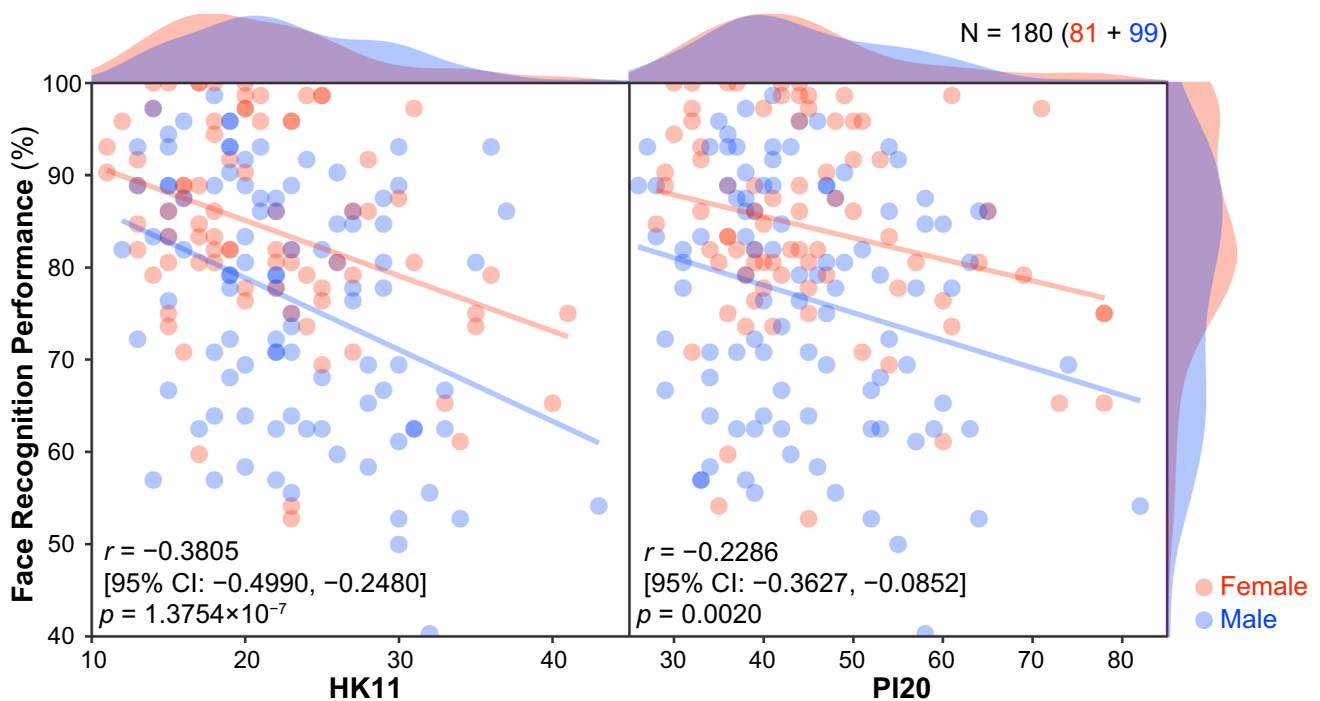 N = 180 (81 + 99)
Face Recognition Performance (%)
100
90
80
70
60
50
40
r = −0.3805
[95% CI: −0.4990, −0.2480]
p = 1.3754×10⁻⁷
r = −0.2286
[95% CI: −0.3627, −0.0852]
p = 0.0020
Female
Male
10 20 30 40 30 40 50 60 70 80
HK11 PI20